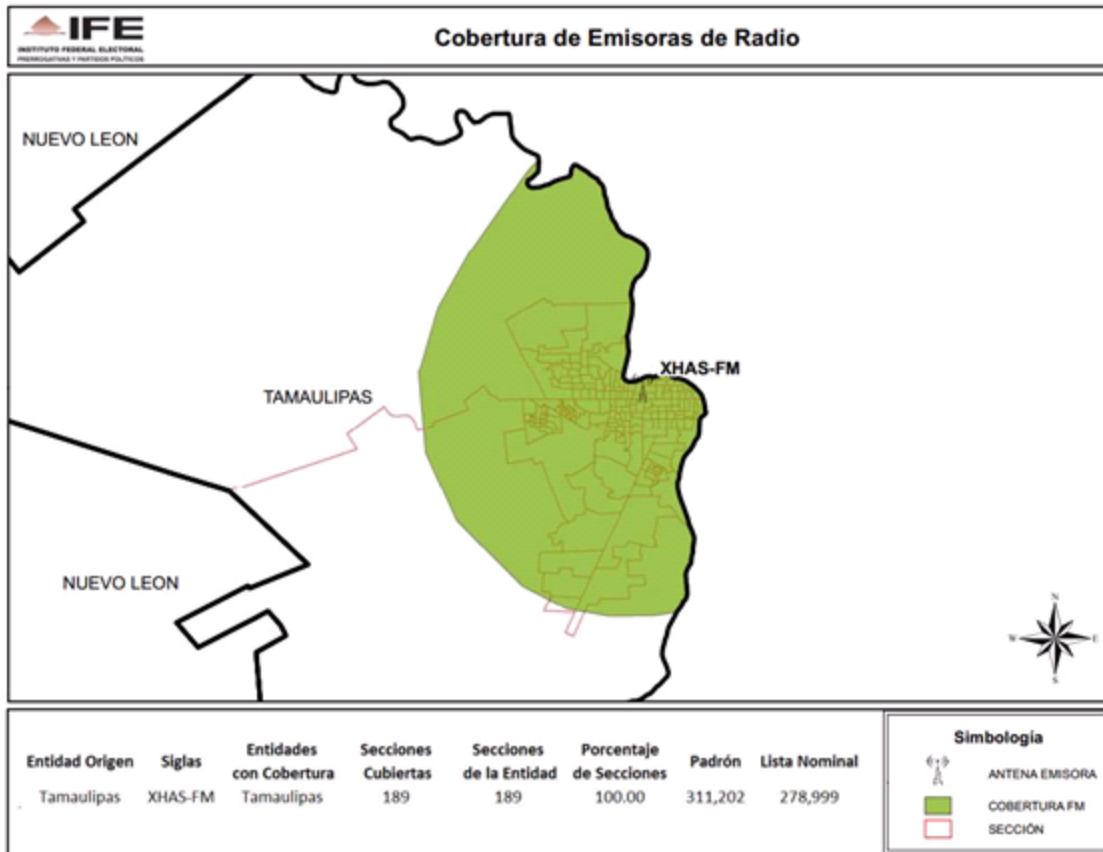 IFE
INSTITUTO FEDERAL ELECTORAL
PRERROGATIVAS Y PARTIDOS POLÍTICOS
Cobertura de Emisoras de Radio
NUEVO LEON
XHAS-FM
TAMAULIPAS
NUEVO LEON
N
W E
S
Entidad Origen Siglas Entidades con Cobertura Secciones Cubiertas Secciones de la Entidad Porcentaje de Secciones Padrón Lista Nominal
Tamaulipas XHAS-FM Tamaulipas 189 189 100.00 311,202 278,999
Simbología
ANTENA EMISORA
COBERTURA FM
SECCIÓN